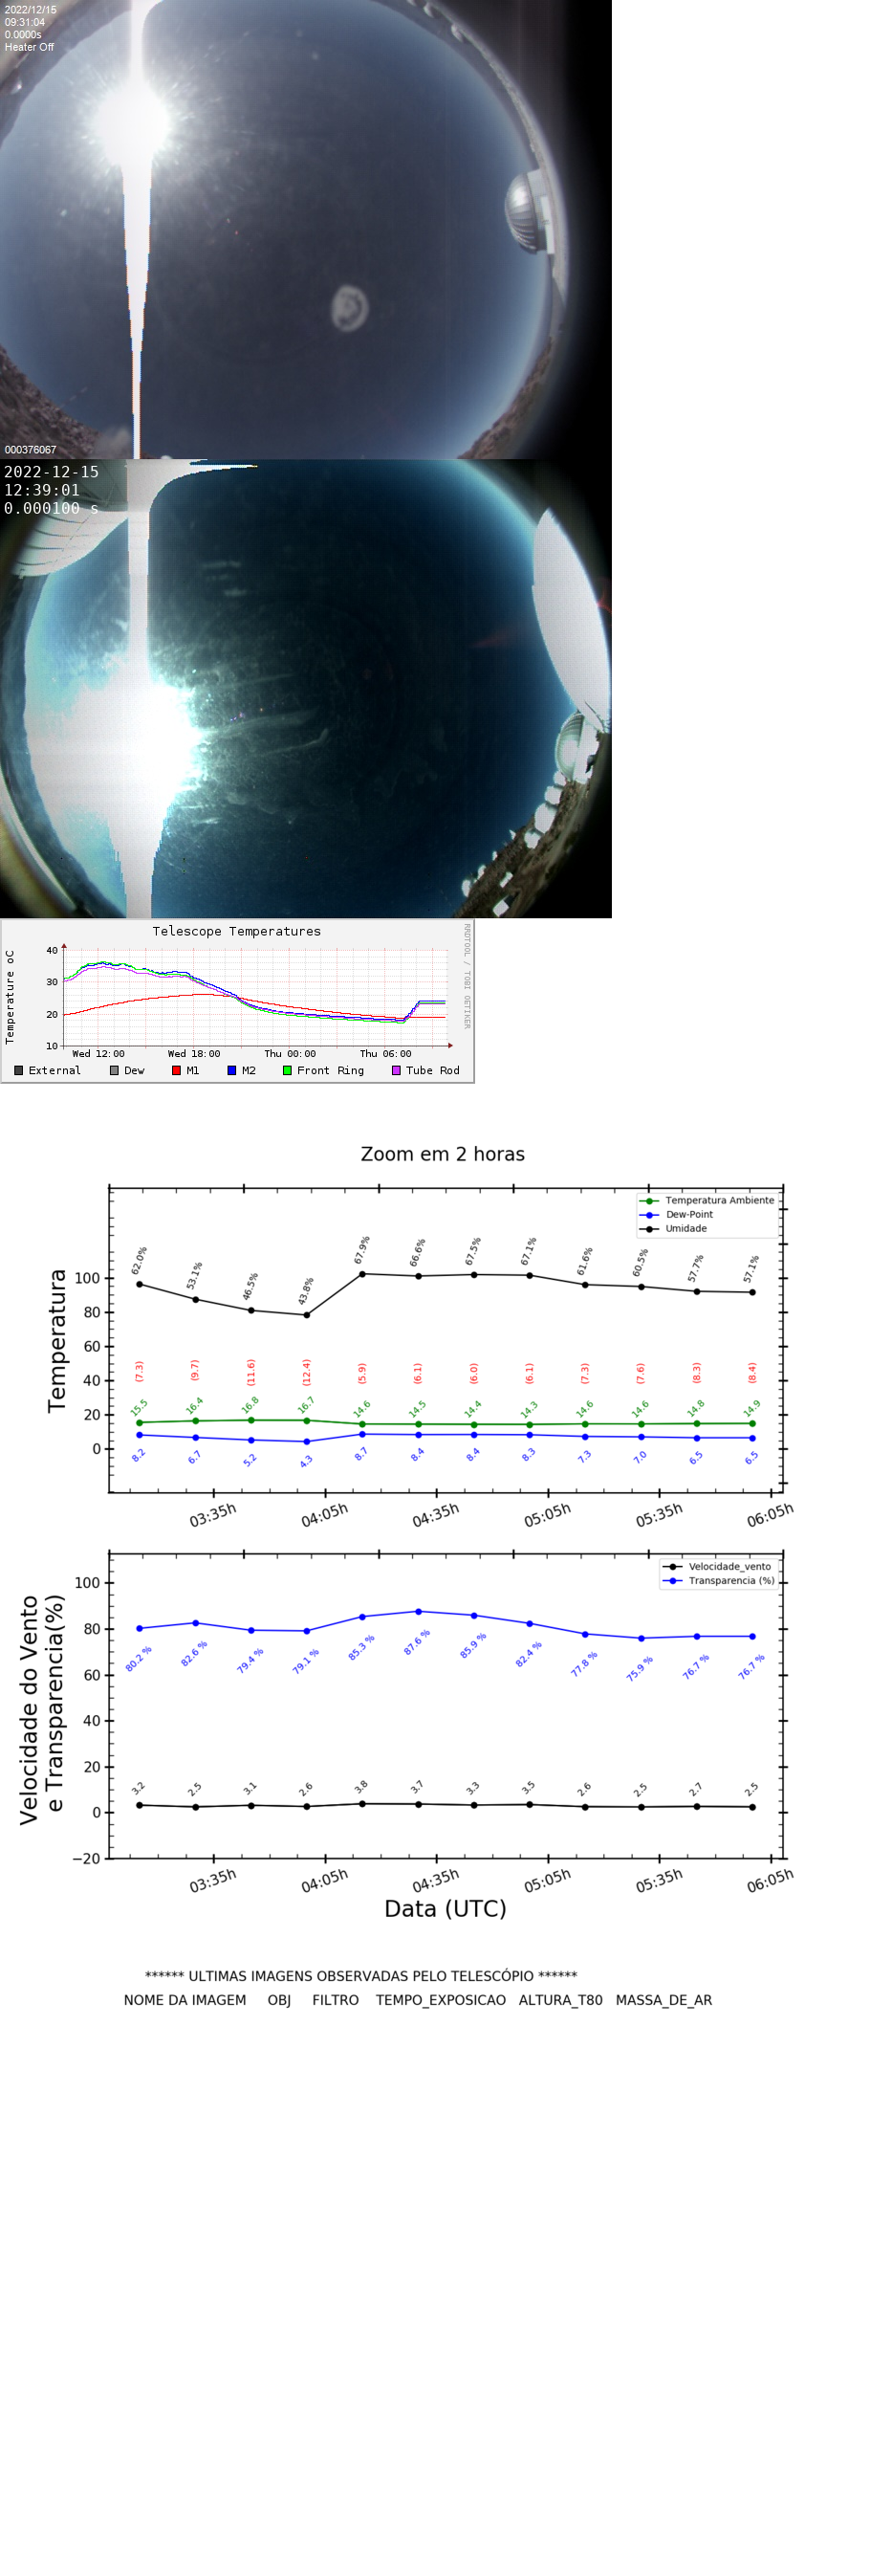 2022/12/15
09:31:04
0.0000s
Heater Off
000376067
2022-12-15
12:39:01
0.000100 s
Telescope Temperatures
RRDTOOL / TOBI OETIKER
Temperature oC
40
30
20
10
Wed 12:00 Wed 18:00 Thu 00:00 Thu 06:00
External Dew M1 M2 Front Ring Tube Rod
Zoom em 2 horas
Temperatura Ambiente
Dew-Point
Umidade
Temperatura
100
80
60
40
20
0
62.0% 53.1% 46.5% 43.8% 67.9% 66.6% 67.5% 67.1% 61.6% 60.5% 57.7% 57.1%
(7.3) (9.7) (11.6) (12.4) (5.9) (6.1) (6.0) (6.1) (7.3) (7.6) (8.3) (8.4)
15.5 16.4 16.8 16.7 14.6 14.5 14.4 14.3 14.6 14.6 14.8 14.9
8.2 6.7 5.2 4.3 8.7 8.4 8.4 8.3 7.3 7.0 6.5 6.5
03:35h 04:05h 04:35h 05:05h 05:35h 06:05h
Velocidade_vento
Transparencia (%)
Velocidade do Vento
e Transparencia(%)
100
80
60
40
20
0
−20
80.2 % 82.6 % 79.4 % 79.1 % 85.3 % 87.6 % 85.9 % 82.4 % 77.8 % 75.9 % 76.7 % 76.7 %
3.2 2.5 3.1 2.6 3.8 3.7 3.3 3.5 2.6 2.5 2.7 2.5
03:35h 04:05h 04:35h 05:05h 05:35h 06:05h
Data (UTC)
****** ULTIMAS IMAGENS OBSERVADAS PELO TELESCÓPIO ******
NOME DA IMAGEM OBJ FILTRO TEMPO_EXPOSICAO ALTURA_T80 MASSA_DE_AR